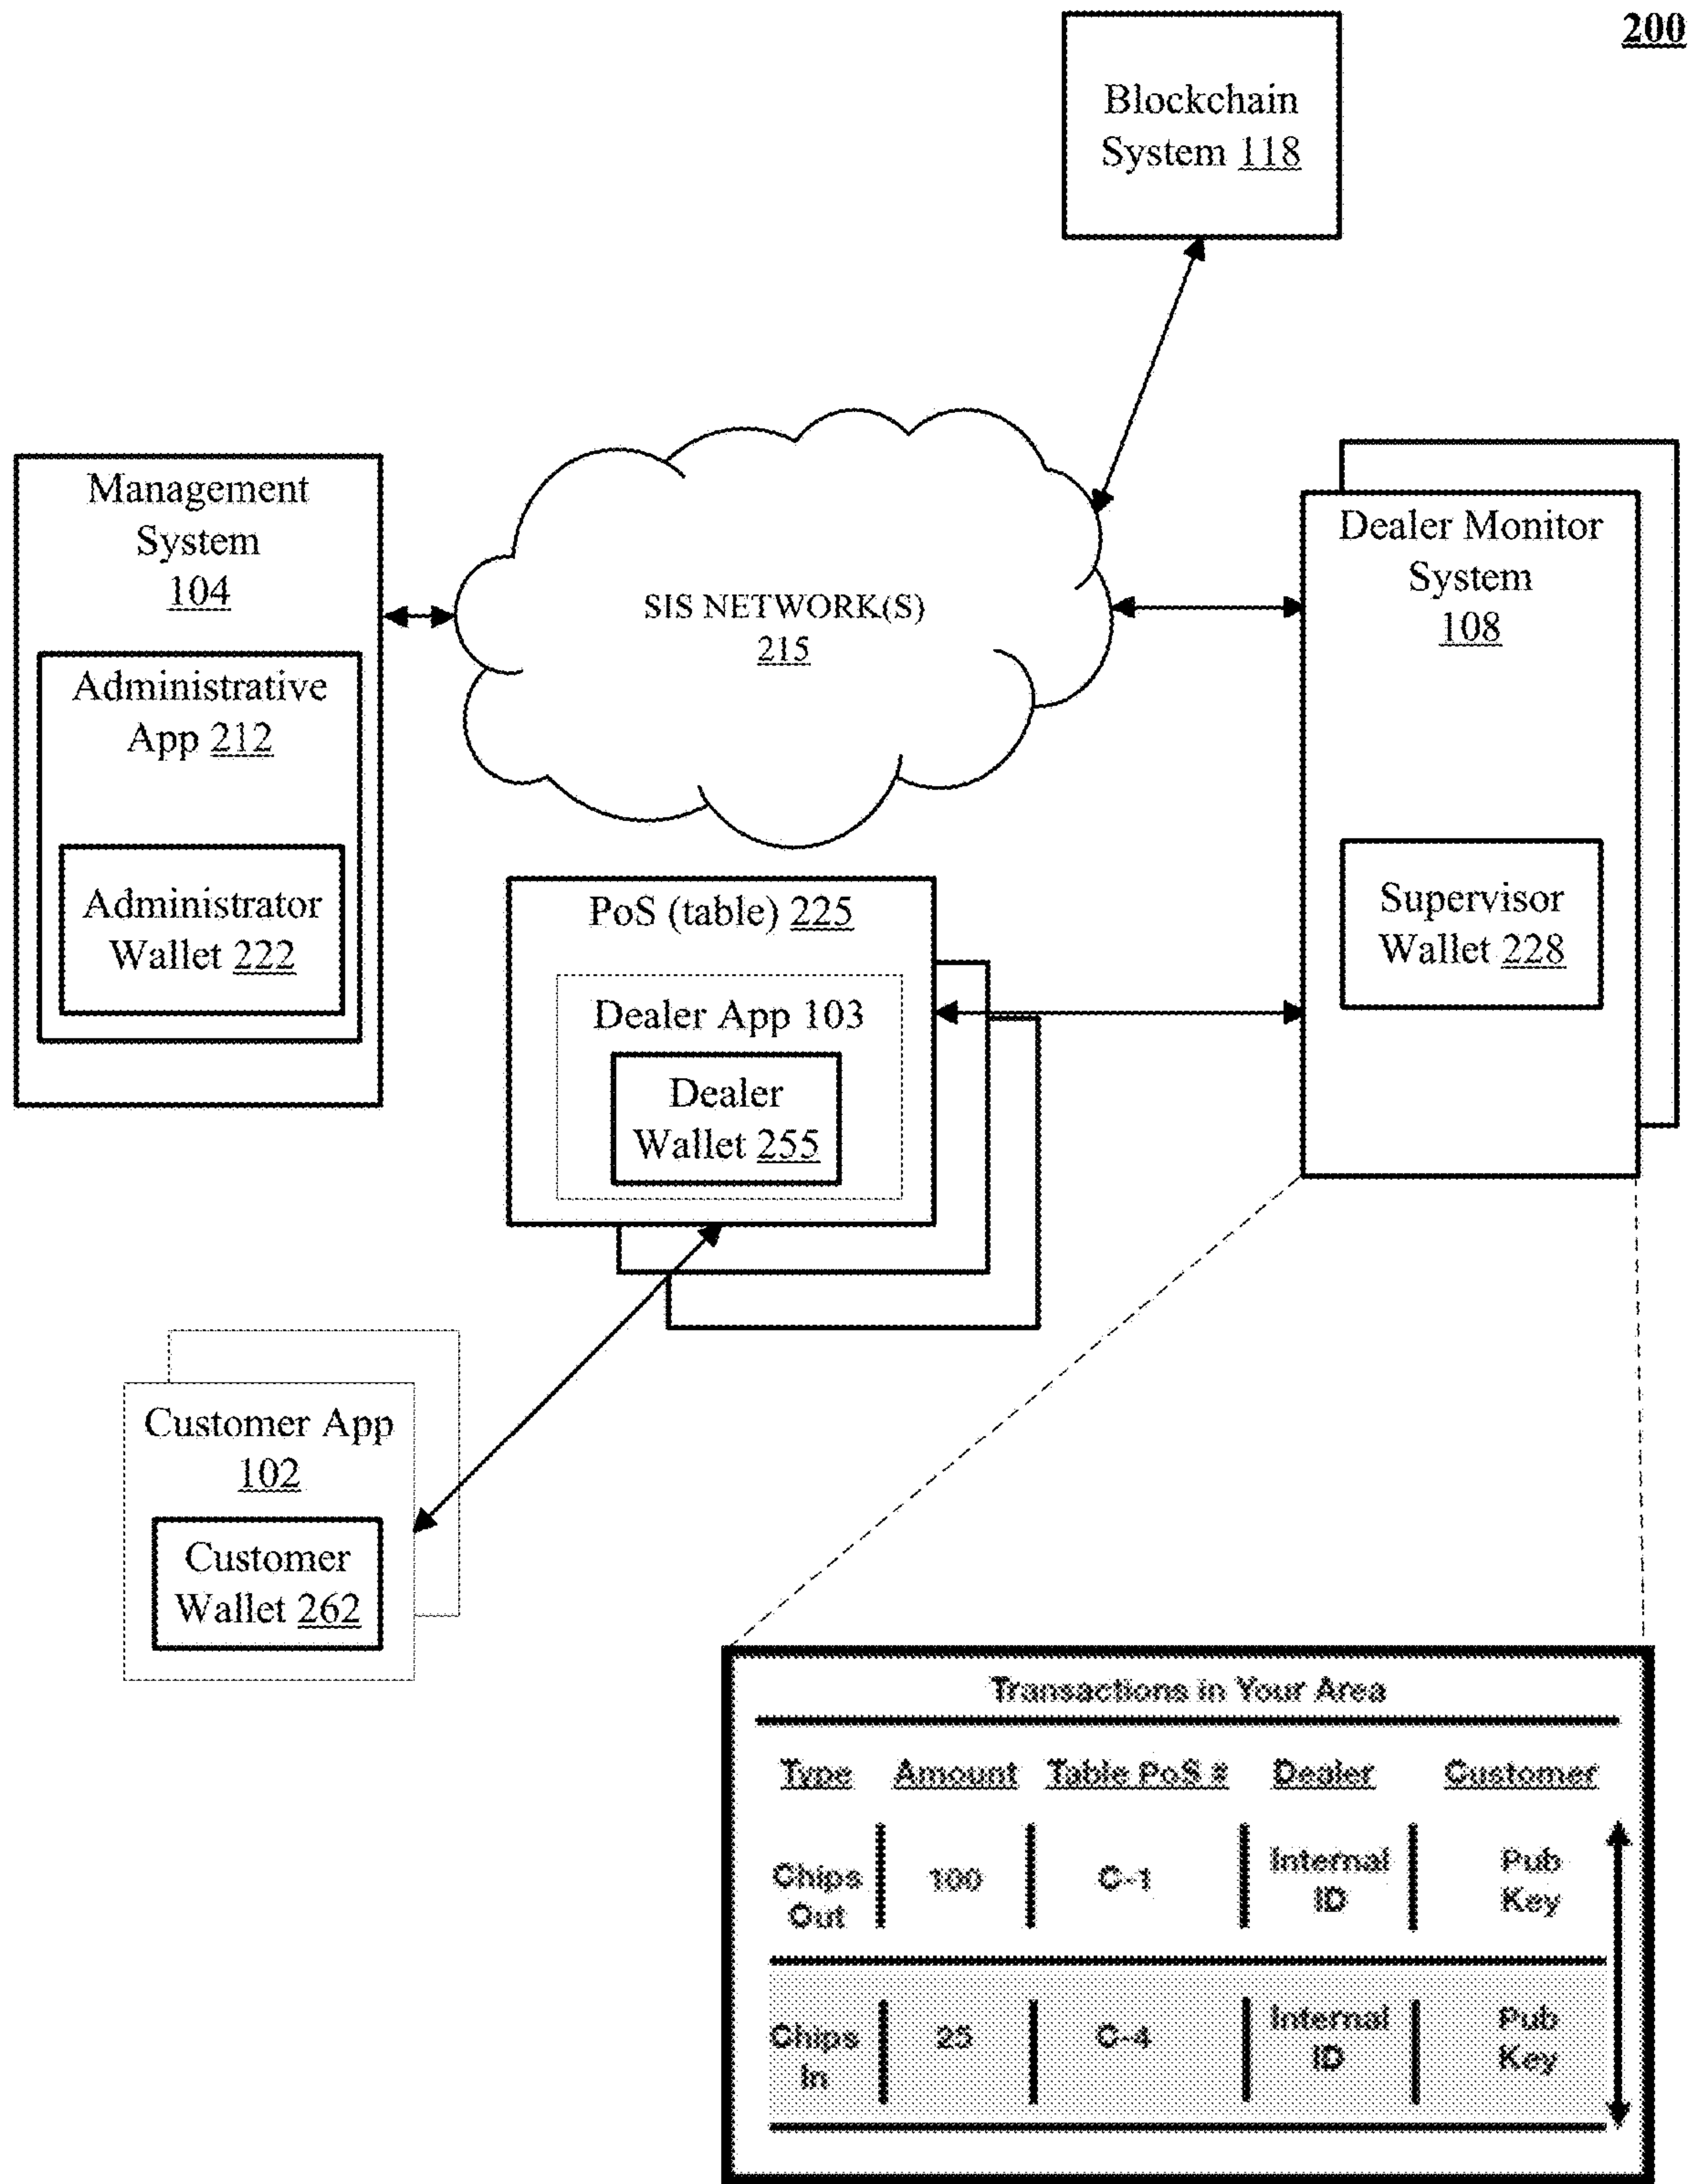 200
Blockchain
System 118
Management
System
104
Administrative
App 212
Administrator
Wallet 222
SIS NETWORK(S)
215
Dealer Monitor
System
108
Supervisor
Wallet 228
PoS (table) 225
Dealer App 103
Dealer
Wallet 255
Customer App
102
Customer
Wallet 262
Transactions in Your Area
Type Amount Table PoS # Dealer Customer
Chips
Out
100
C-1
Internal
ID
Pub
Key
Chips
In
25
C-4
Internal
ID
Pub
Key